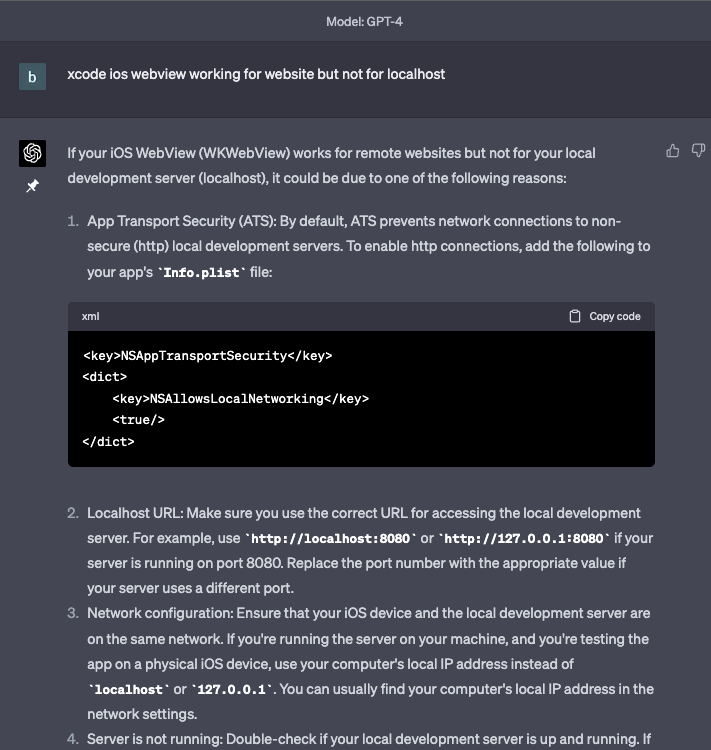 Model: GPT-4
b
xcode ios webview working for website but not for localhost
If your iOS WebView (WKWebView) works for remote websites but not for your local
development server (localhost), it could be due to one of the following reasons:
1. App Transport Security (ATS): By default, ATS prevents network connections to non-
secure (http) local development servers. To enable http connections, add the following to
your app's `Info.plist` file:
xml Copy code
<key>NSAppTransportSecurity</key>
<dict>
    <key>NSAllowsLocalNetworking</key>
    <true/>
</dict>
2. Localhost URL: Make sure you use the correct URL for accessing the local development
server. For example, use `http://localhost:8080` or `http://127.0.0.1:8080` if your
server is running on port 8080. Replace the port number with the appropriate value if
your server uses a different port.
3. Network configuration: Ensure that your iOS device and the local development server are
on the same network. If you're running the server on your machine, and you're testing the
app on a physical iOS device, use your computer's local IP address instead of
`localhost` or `127.0.0.1`. You can usually find your computer's local IP address in the
network settings.
4. Server is not running: Double-check if your local development server is up and running. If